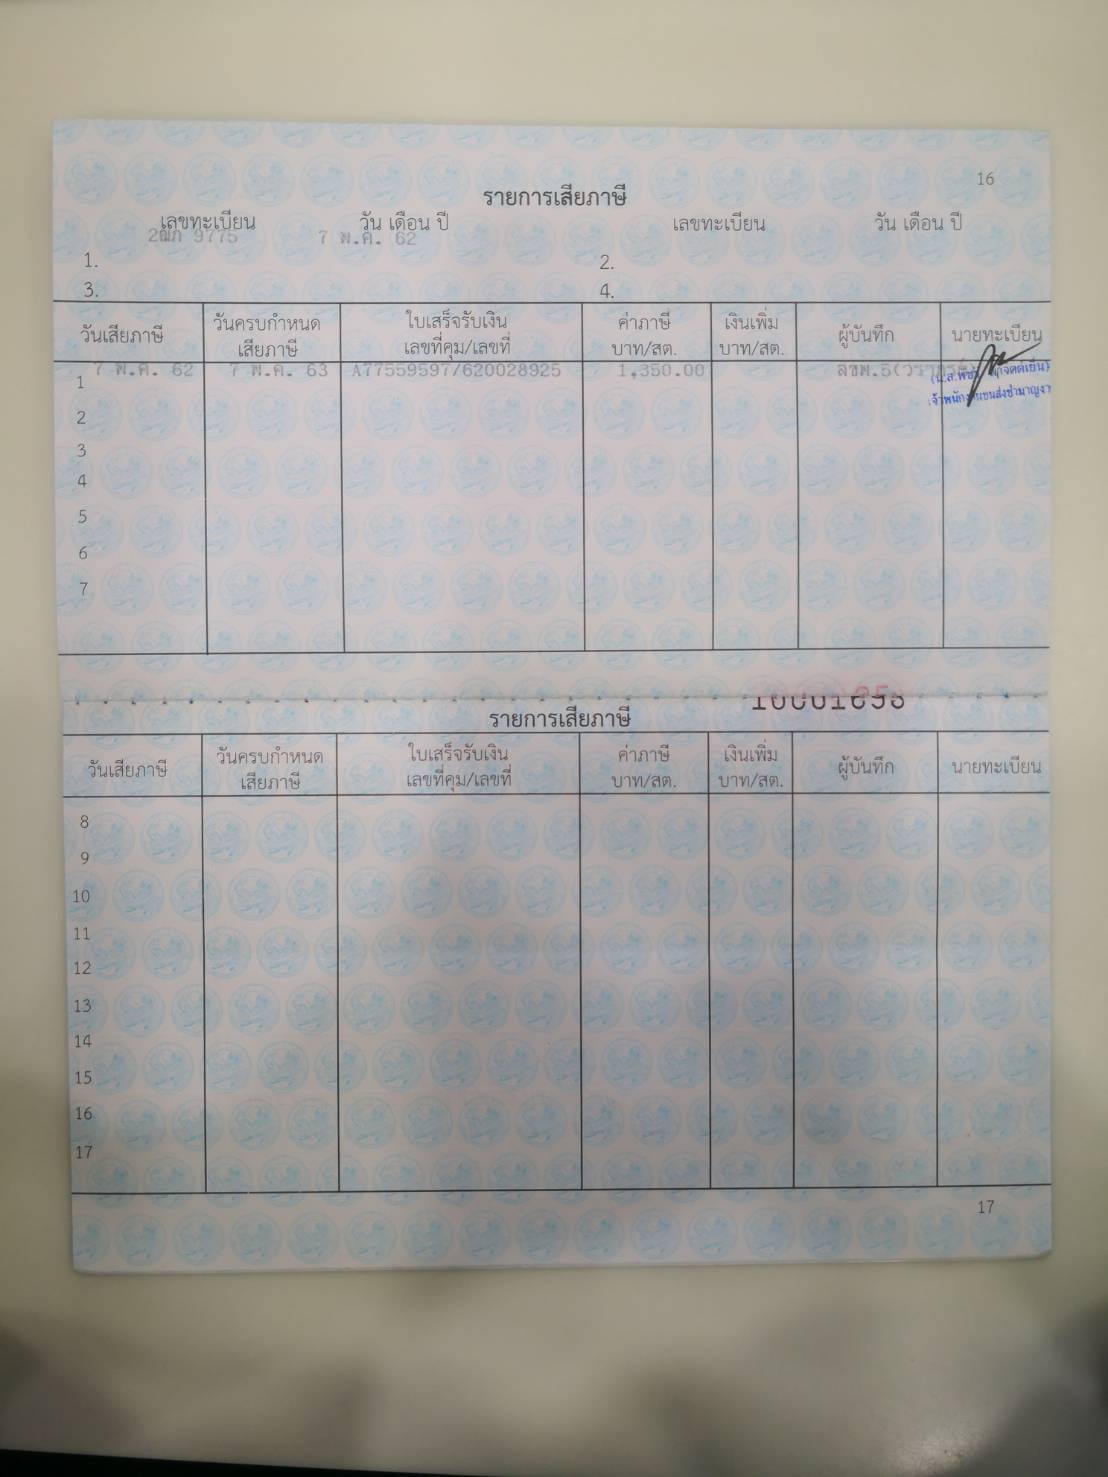 16
รายการเสียภาษี
เลขทะเบียน วัน เดือน ปี เลขทะเบียน วัน เดือน ปี
2ฒภ 9775 7 พ.ค. 62
1. 2.
3. 4.
วันเสียภาษี วันครบกำหนด ใบเสร็จรับเงิน ค่าภาษี เงินเพิ่ม ผู้บันทึก นายทะเบียน
เสียภาษี เลขที่คุม/เลขที่ บาท/สต. บาท/สต.
7 พ.ค. 62 7 พ.ค. 63 A77559597/620028925 1,350.00 ลขพ.5
1
2
3
4
5
6
7
10001695
รายการเสียภาษี
วันเสียภาษี วันครบกำหนด ใบเสร็จรับเงิน ค่าภาษี เงินเพิ่ม ผู้บันทึก นายทะเบียน
เสียภาษี เลขที่คุม/เลขที่ บาท/สต. บาท/สต.
8
9
10
11
12
13
14
15
16
17
17